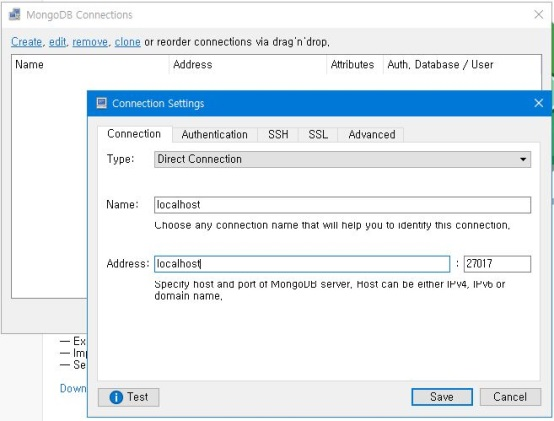 MongoDB Connections
Create, edit, remove, clone or reorder connections via drag'n'drop.
Name Address Attributes Auth, Database / User
Connection Settings
Connection Authentication SSH SSL Advanced
Type: Direct Connection
Name: localhost
Choose any connection name that will help you to identify this connection.
Address: localhost : 27017
Specify host and port of MongoDB server. Host can be either IPv4, IPv6 or
domain name.
— Ex
— Imp
— Se
Down
Test Save Cancel